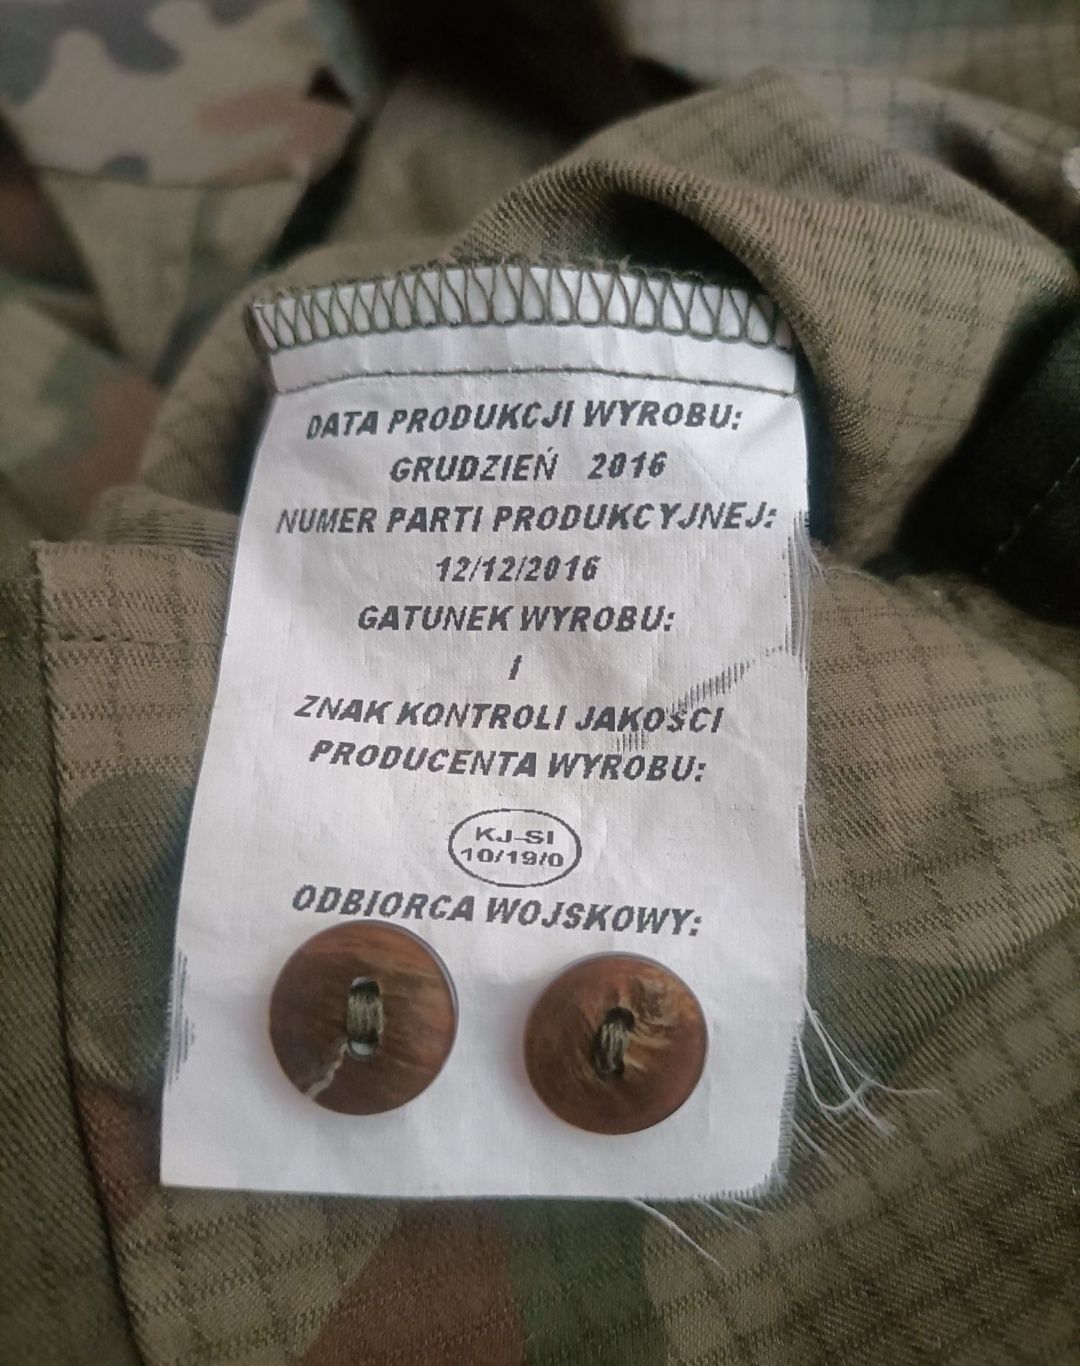 DATA PRODUKCJI WYROBU:
GRUDZIEŃ 2016
NUMER PARTI PRODUKCYJNEJ:
12/12/2016
GATUNEK WYROBU:
I
ZNAK KONTROLI JAKOŚCI
PRODUCENTA WYROBU:
KJ-SI
10/19/0
ODBIORCA WOJSKOWY: